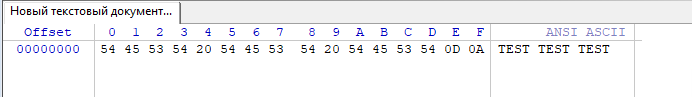 Новый текстовый документ...
Offset 0 1 2 3 4 5 6 7 8 9 A B C D E F ANSI ASCII
00000000 54 45 53 54 20 54 45 53 54 20 54 45 53 54 0D 0A TEST TEST TEST